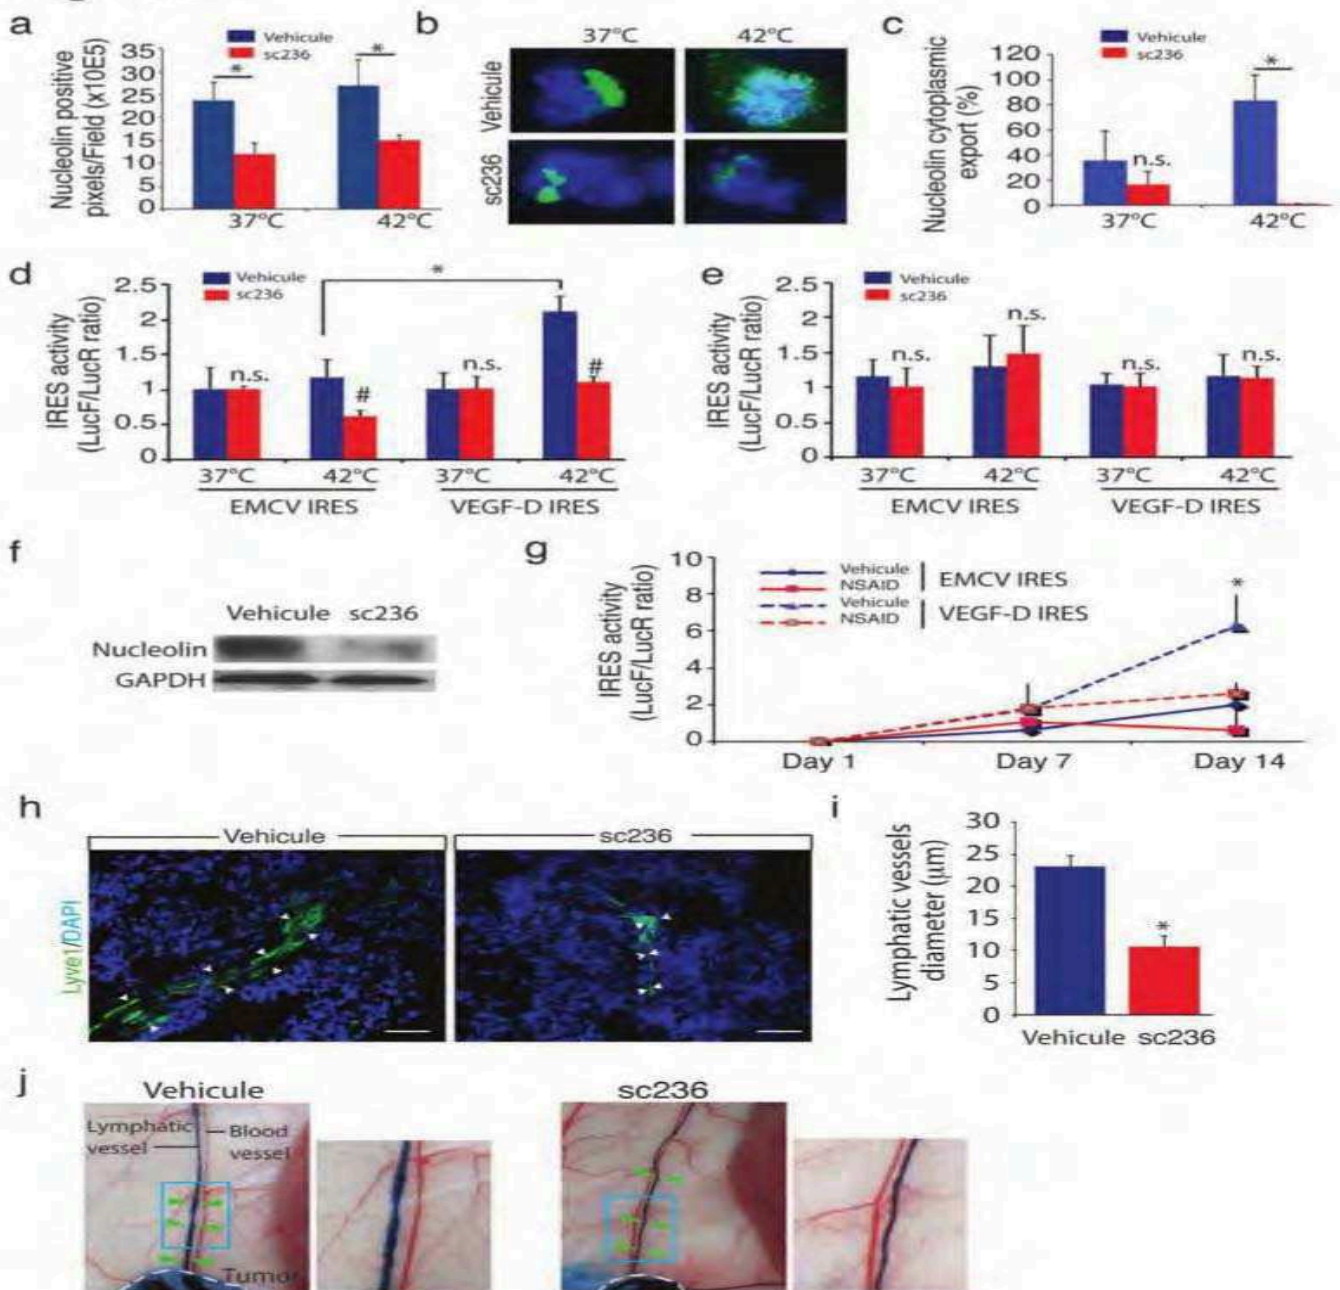 a
Nucleolin positive
pixels/Field (x10E5)
35
30
25
20
15
10
5
0
Vehicule
sc236
*
*
37°C
42°C
b
37°C
42°C
Vehicule
sc236
c
Nucleolin cytoplasmic
export (%)
120
100
80
60
40
20
0
Vehicule
sc236
n.s.
*
37°C
42°C
d
IRES activity
(LucF/LucR ratio)
2.5
2
1.5
1
0.5
0
Vehicule
sc236
*
n.s.
#
n.s.
#
37°C
42°C
37°C
42°C
EMCV IRES
VEGF-D IRES
e
IRES activity
(LucF/LucR ratio)
2.5
2
1.5
1
0.5
0
Vehicule
sc236
n.s.
n.s.
n.s.
n.s.
37°C
42°C
37°C
42°C
EMCV IRES
VEGF-D IRES
f
Vehicule sc236
Nucleolin
GAPDH
g
IRES activity
(LucF/LucR ratio)
10
8
6
4
2
0
Vehicule
NSAID
EMCV IRES
Vehicule
NSAID
VEGF-D IRES
*
Day 1
Day 7
Day 14
h
Vehicule
sc236
Lyve1/DAPI
i
Lymphatic vessels
diameter (µm)
30
25
20
15
10
5
0
*
Vehicule sc236
j
Vehicule
sc236
Lymphatic
vessel
Blood
vessel
Tumor